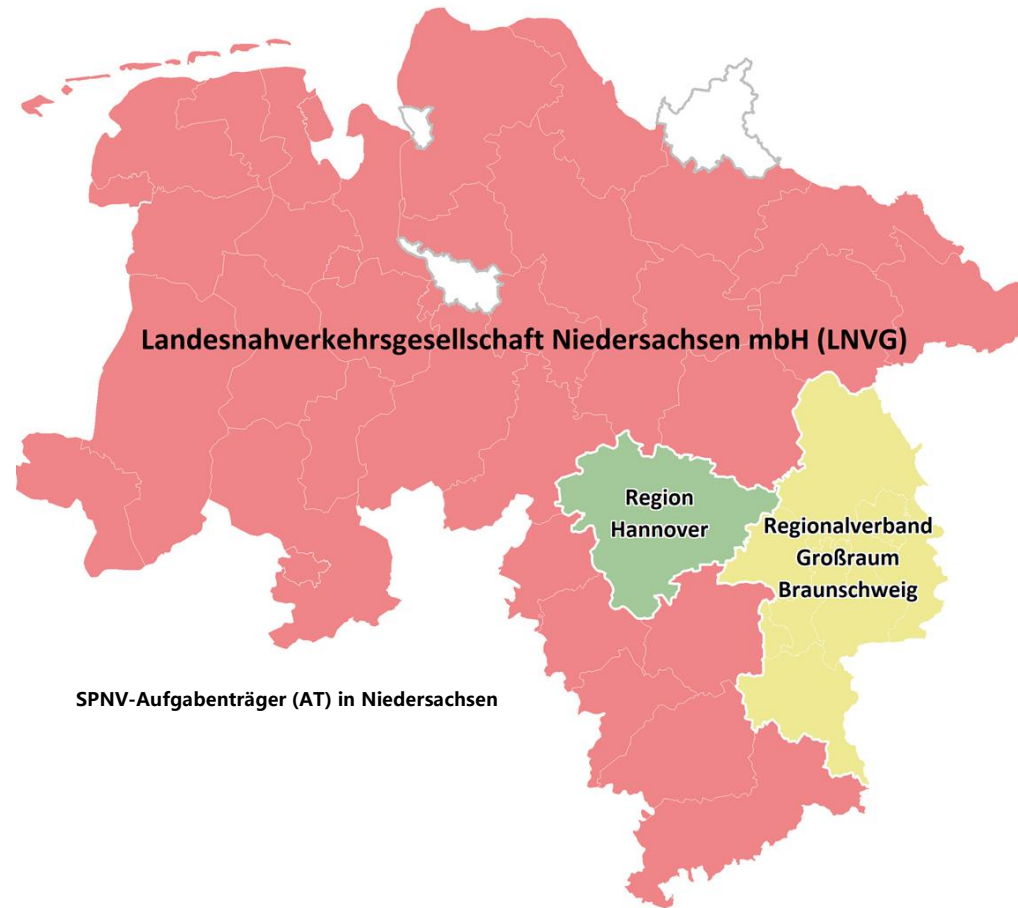 Landesnahverkehrsgesellschaft Niedersachsen mbH (LNVG)
Region
Hannover
Regionalverband
Großraum
Braunschweig
SPNV-Aufgabenträger (AT) in Niedersachsen